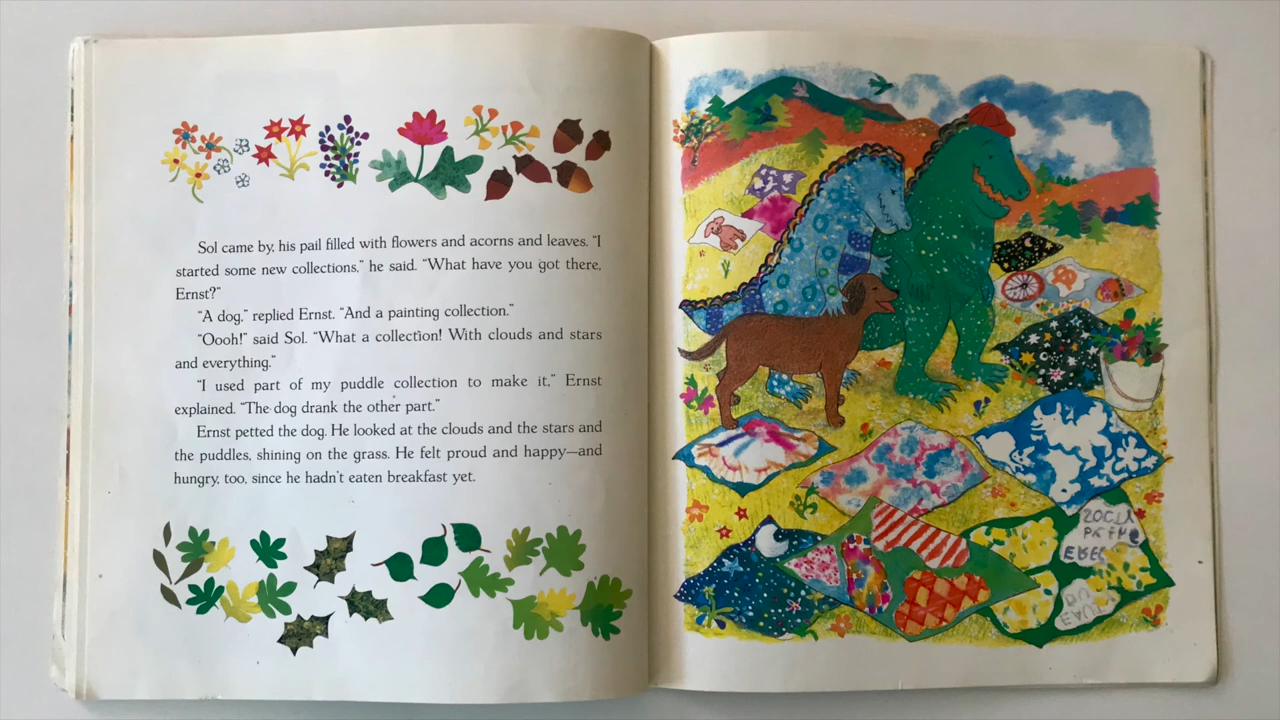 Sol came by, his pail filled with flowers and acorns and leaves. “I
started some new collections,” he said. “What have you got there,
Ernst?”
“A dog,” replied Ernst. “And a painting collection.”
“Oooh!” said Sol. “What a collection! With clouds and stars
and everything.”
“I used part of my puddle collection to make it,” Ernst
explained. “The dog drank the other part.”
Ernst petted the dog. He looked at the clouds and the stars and
the puddles, shining on the grass. He felt proud and happy—and
hungry, too, since he hadn’t eaten breakfast yet.